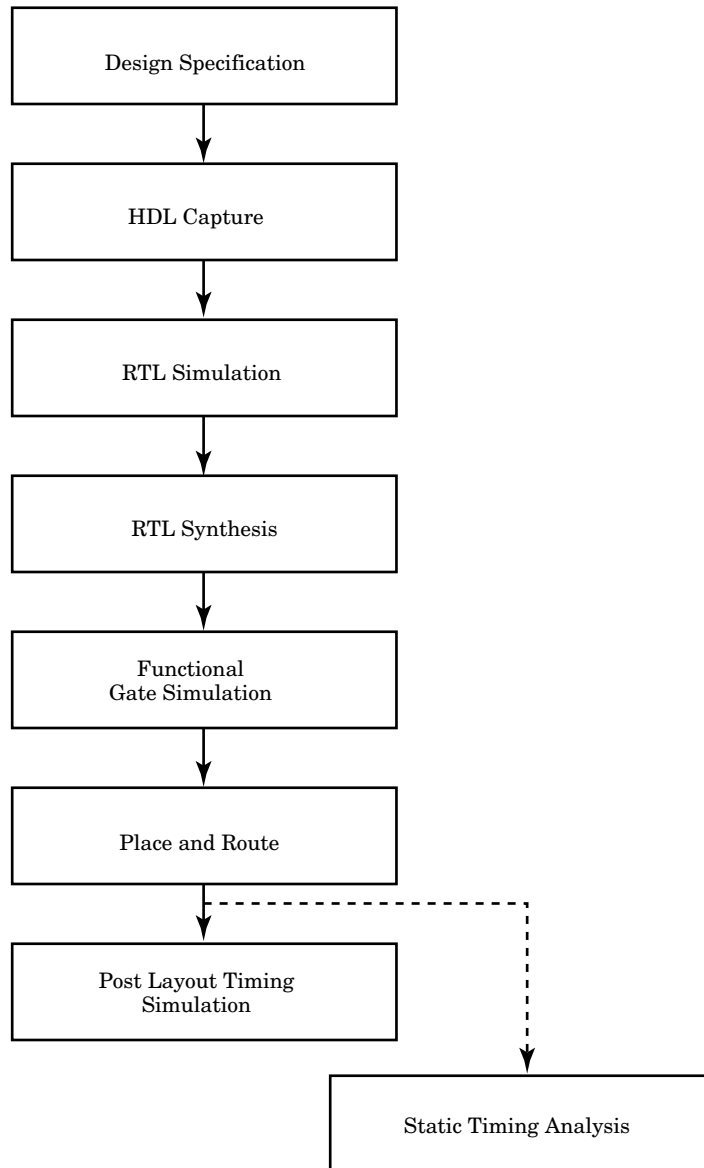 Design Specification
HDL Capture
RTL Simulation
RTL Synthesis
Functional
Gate Simulation
Place and Route
Post Layout Timing
Simulation
Static Timing Analysis